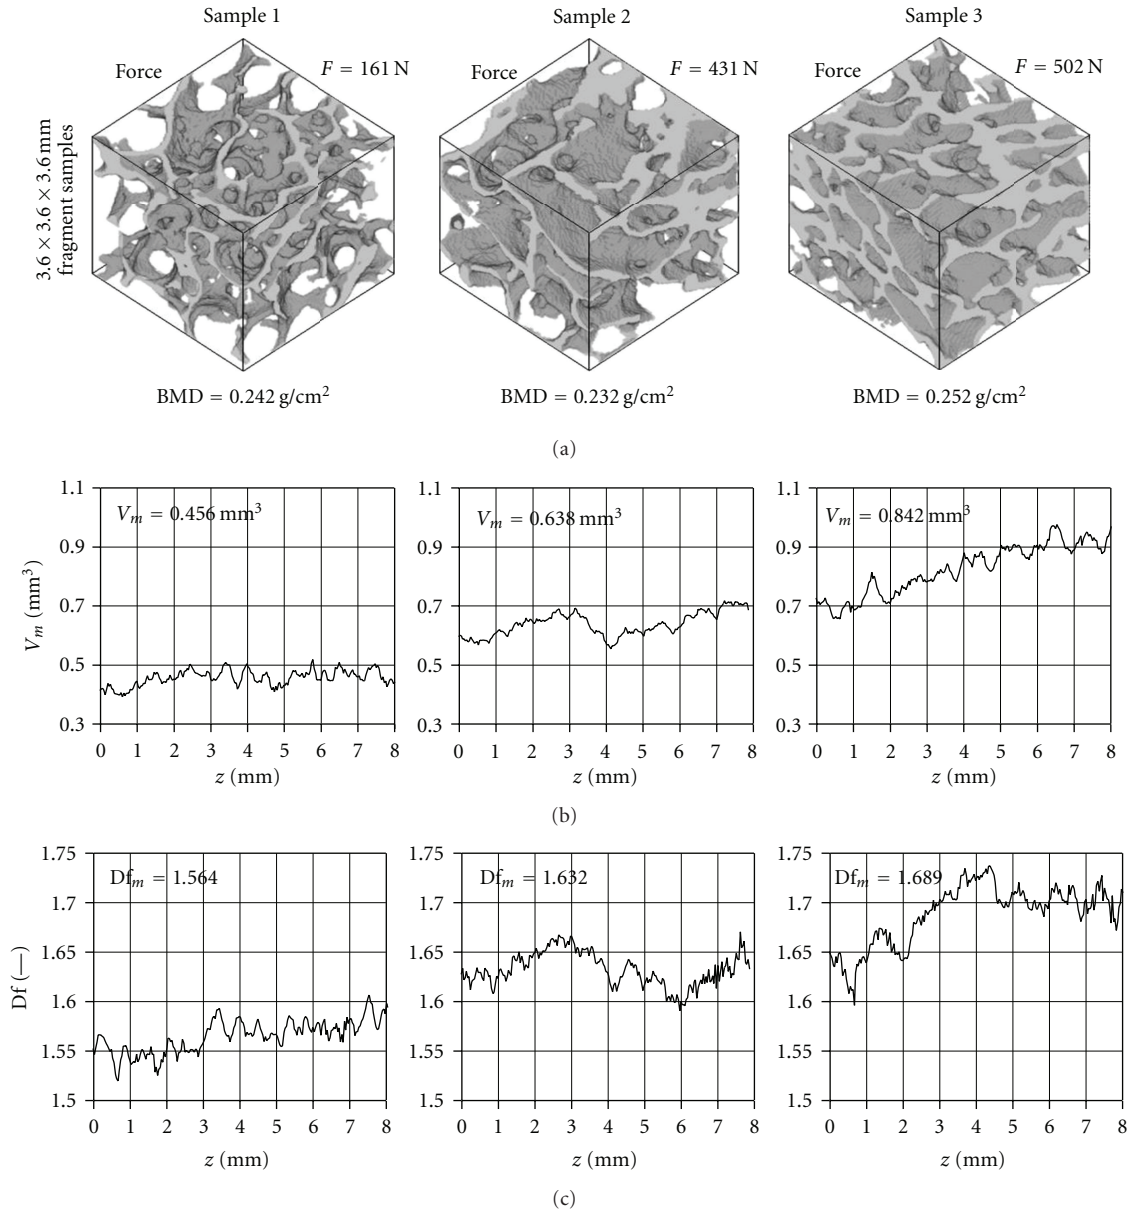 Sample 1
Sample 2
Sample 3
Force
F = 161 N
Force
F = 431 N
Force
F = 502 N
3.6 × 3.6 × 3.6 mm
fragment samples
BMD = 0.242 g/cm²
BMD = 0.232 g/cm²
BMD = 0.252 g/cm²
(a)
1.1
0.9
0.7
0.5
0.3
Vm (mm³)
Vm = 0.456 mm³
0 1 2 3 4 5 6 7 8
z (mm)
1.1
0.9
0.7
0.5
0.3
Vm = 0.638 mm³
0 1 2 3 4 5 6 7 8
z (mm)
1.1
0.9
0.7
0.5
0.3
Vm = 0.842 mm³
0 1 2 3 4 5 6 7 8
z (mm)
(b)
1.75
1.7
1.65
1.6
1.55
1.5
Df (—)
Dfm = 1.564
0 1 2 3 4 5 6 7 8
z (mm)
1.75
1.7
1.65
1.6
1.55
1.5
Dfm = 1.632
0 1 2 3 4 5 6 7 8
z (mm)
1.75
1.7
1.65
1.6
1.55
1.5
Dfm = 1.689
0 1 2 3 4 5 6 7 8
z (mm)
(c)